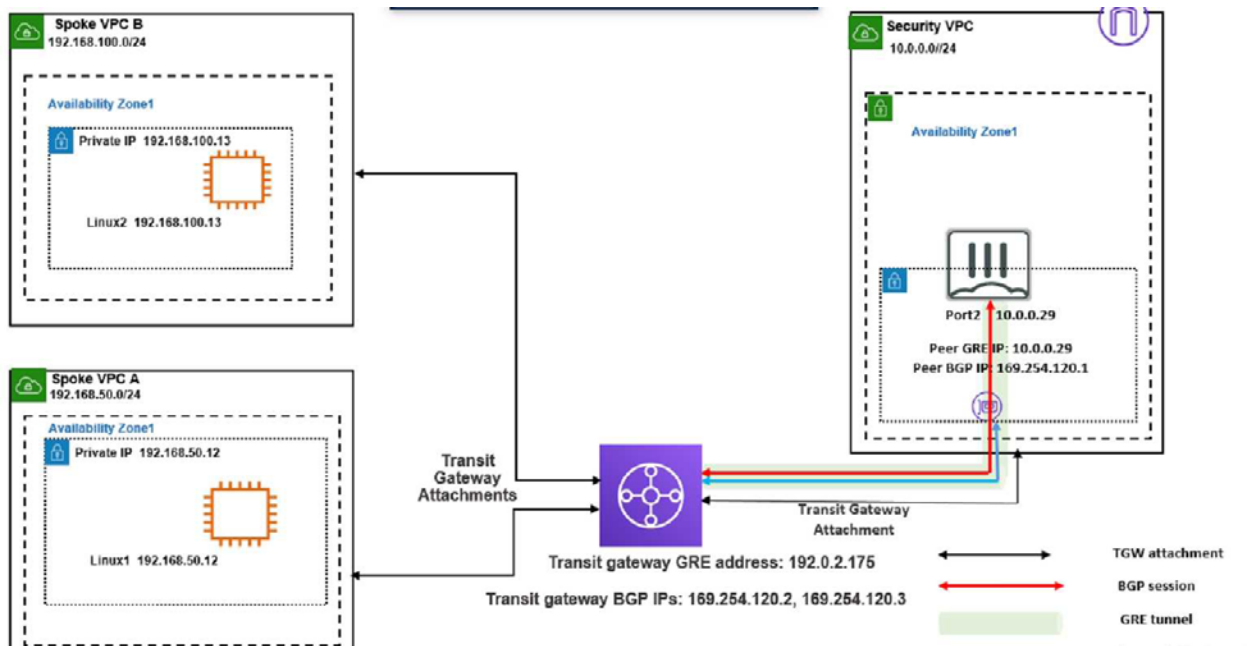 Spoke VPC B
192.168.100.0/24
Availability Zone1
Private IP 192.168.100.13
Linux2 192.168.100.13
Spoke VPC A
192.168.50.0/24
Availability Zone1
Private IP 192.168.50.12
Linux1 192.168.50.12
Transit
Gateway
Attachments
Security VPC
10.0.0.0//24
Availability Zone1
Port2 10.0.0.29
Peer GRE IP: 10.0.0.29
Peer BGP IP: 169.254.120.1
Transit Gateway
Attachment
Transit gateway GRE address: 192.0.2.175
Transit gateway BGP IPs: 169.254.120.2, 169.254.120.3
TGW attachment
BGP session
GRE tunnel